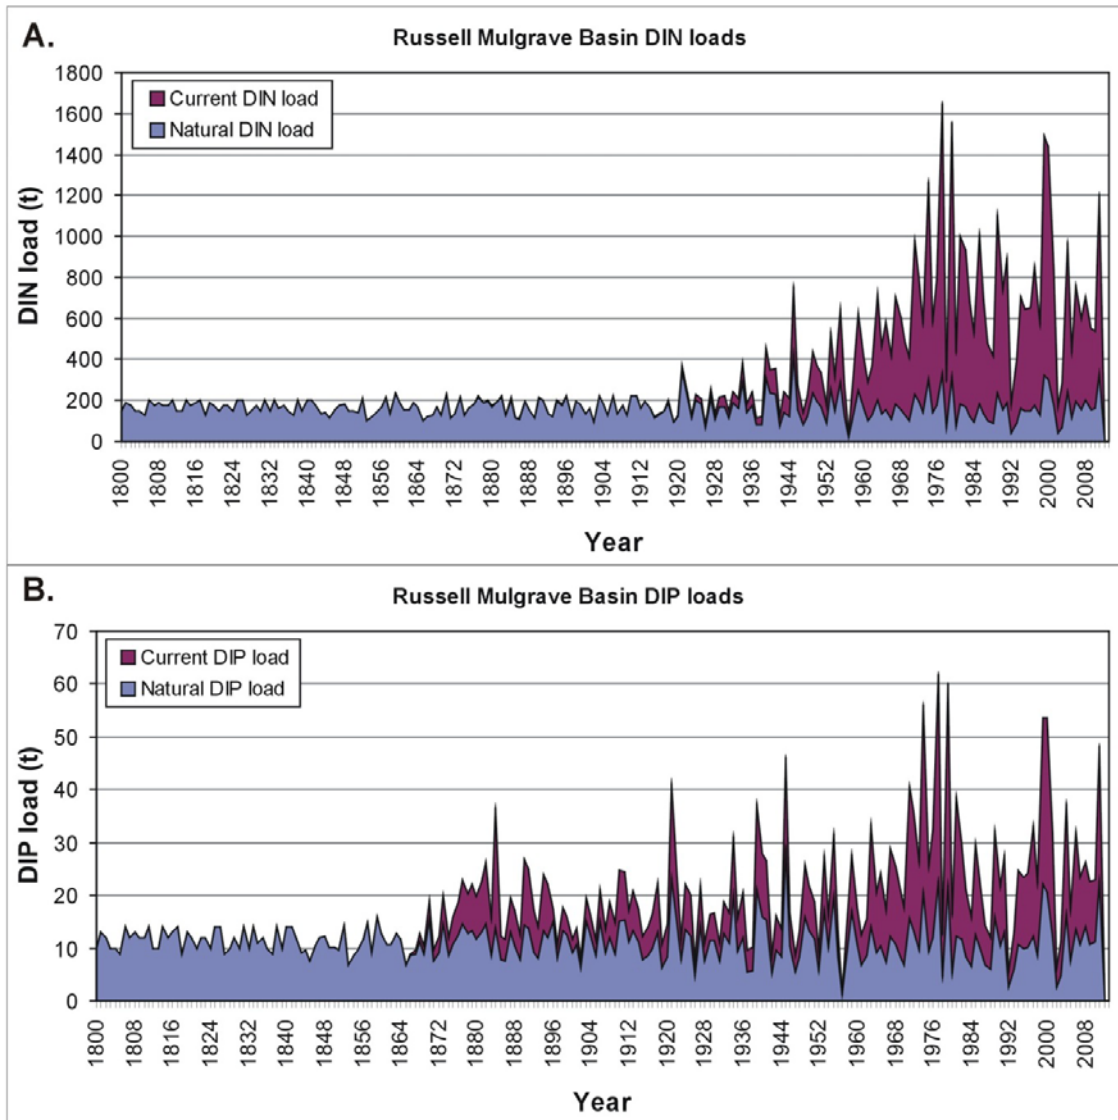 A.
Russell Mulgrave Basin DIN loads
1800
1600
1400
1200
1000
800
600
400
200
0
DIN load (t)
Current DIN load
Natural DIN load
1800 1808 1816 1824 1832 1840 1848 1856 1864 1872 1880 1888 1896 1904 1912 1920 1928 1936 1944 1952 1960 1968 1976 1984 1992 2000 2008
Year
B.
Russell Mulgrave Basin DIP loads
70
60
50
40
30
20
10
0
DIP load (t)
Current DIP load
Natural DIP load
1800 1808 1816 1824 1832 1840 1848 1856 1864 1872 1880 1888 1896 1904 1912 1920 1928 1936 1944 1952 1960 1968 1976 1984 1992 2000 2008
Year